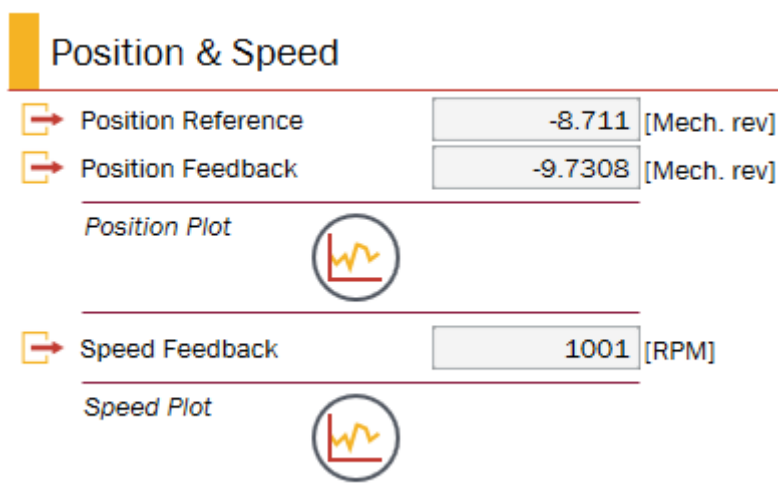 Position & Speed
Position Reference -8.711 [Mech. rev]
Position Feedback -9.7308 [Mech. rev]
Position Plot
Speed Feedback 1001 [RPM]
Speed Plot